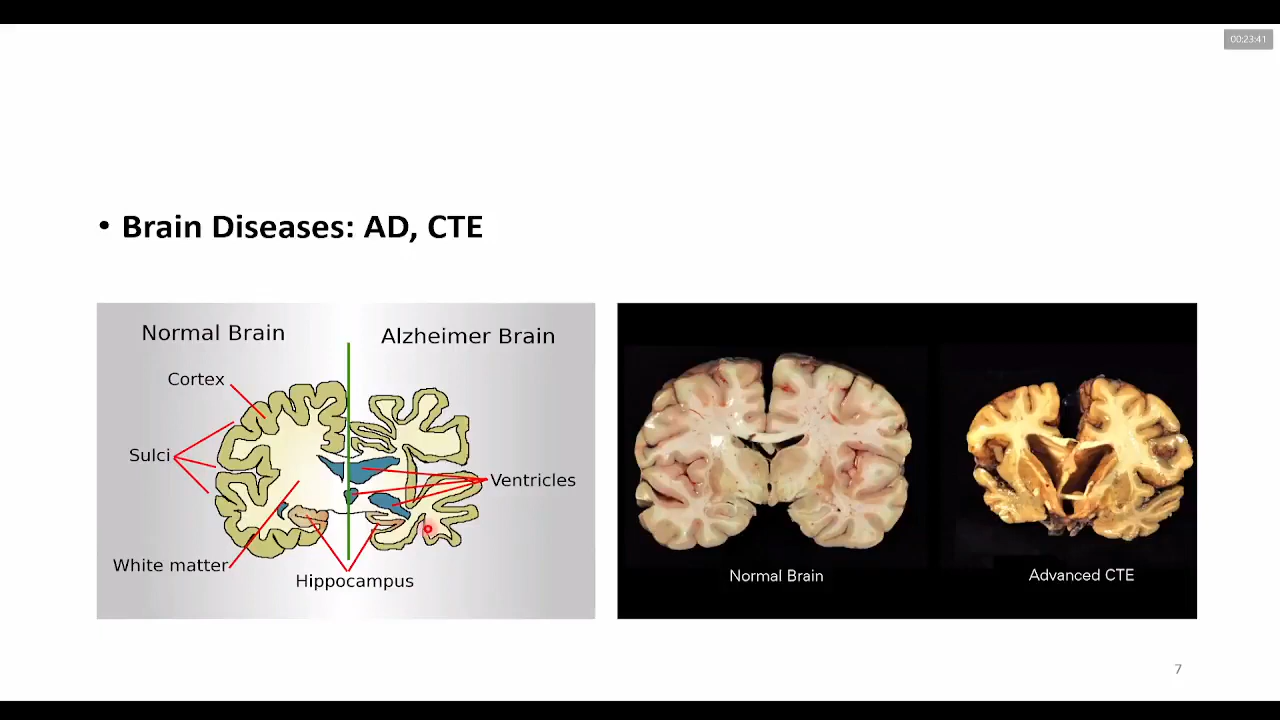 00:23:41
• Brain Diseases: AD, CTE
Normal Brain
Alzheimer Brain
Cortex
Sulci
Ventricles
White matter
Hippocampus
Normal Brain
Advanced CTE
7